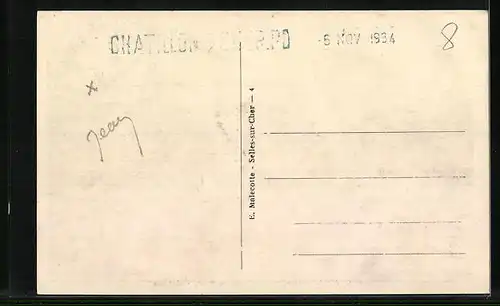 CHATILLON
-6 NOV 1934
8
x
Jean
E. Malecotte - Selles-sur-Cher — 4